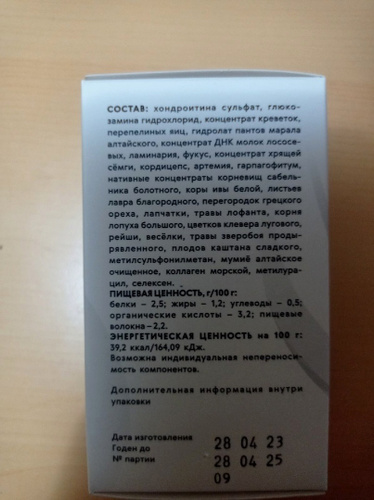 СОСТАВ: хондроитина сульфат, глюко-
замина гидрохлорид, концентрат креветок,
перепелиных яиц, гидролат пантов марала
алтайского, концентрат ДНК молок лососе-
вых, ламинария, фукус, концентрат хрящей
сёмги, кордицепс, артемия, гарпагофитум,
нативные концентраты корневищ сабель-
ника болотного, коры ивы белой, листьев
лавра благородного, перегородок грецкого
ореха, лапчатки, травы лофанта, корня
лопуха большого, цветков клевера лугового,
рейши, весёлки, травы зверобоя проды-
рявленного, плодов каштана сладкого,
метилсульфонилметан, мумиё алтайское
очищенное, коллаген морской, метилура-
цил, селексен.
ПИЩЕВАЯ ЦЕННОСТЬ, г/100 г:
белки – 2,5; жиры – 1,2; углеводы – 0,5;
органические кислоты – 3,2; пищевые
волокна – 2,2.
ЭНЕРГЕТИЧЕСКАЯ ЦЕННОСТЬ на 100 г:
39,2 ккал/164,09 кДж.
Возможна индивидуальная непереноси-
мость компонентов.
Дополнительная информация внутри
упаковки
Дата изготовления 28 04 23
Годен до 28 04 25
№ партии 09